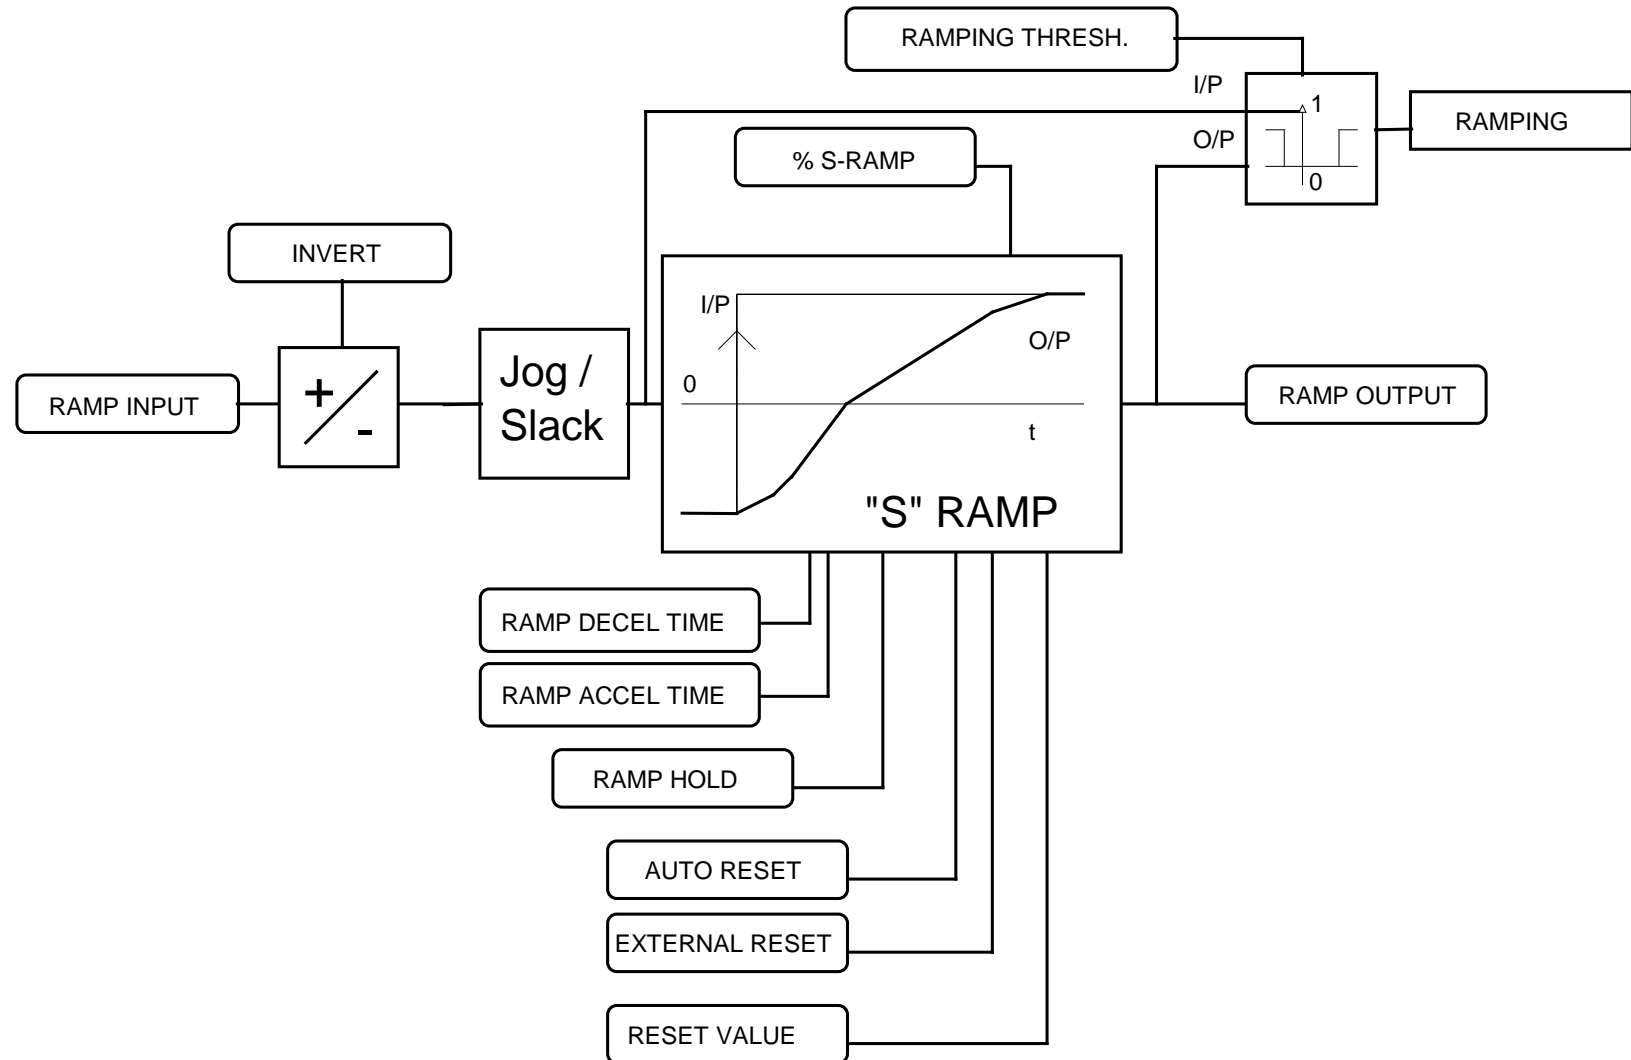 RAMPING THRESH.
I/P
1
RAMPING
O/P
0
% S-RAMP
INVERT
I/P
O/P
0
t
"S" RAMP
RAMP INPUT
+
-
Jog /
Slack
RAMP OUTPUT
RAMP DECEL TIME
RAMP ACCEL TIME
RAMP HOLD
AUTO RESET
EXTERNAL RESET
RESET VALUE